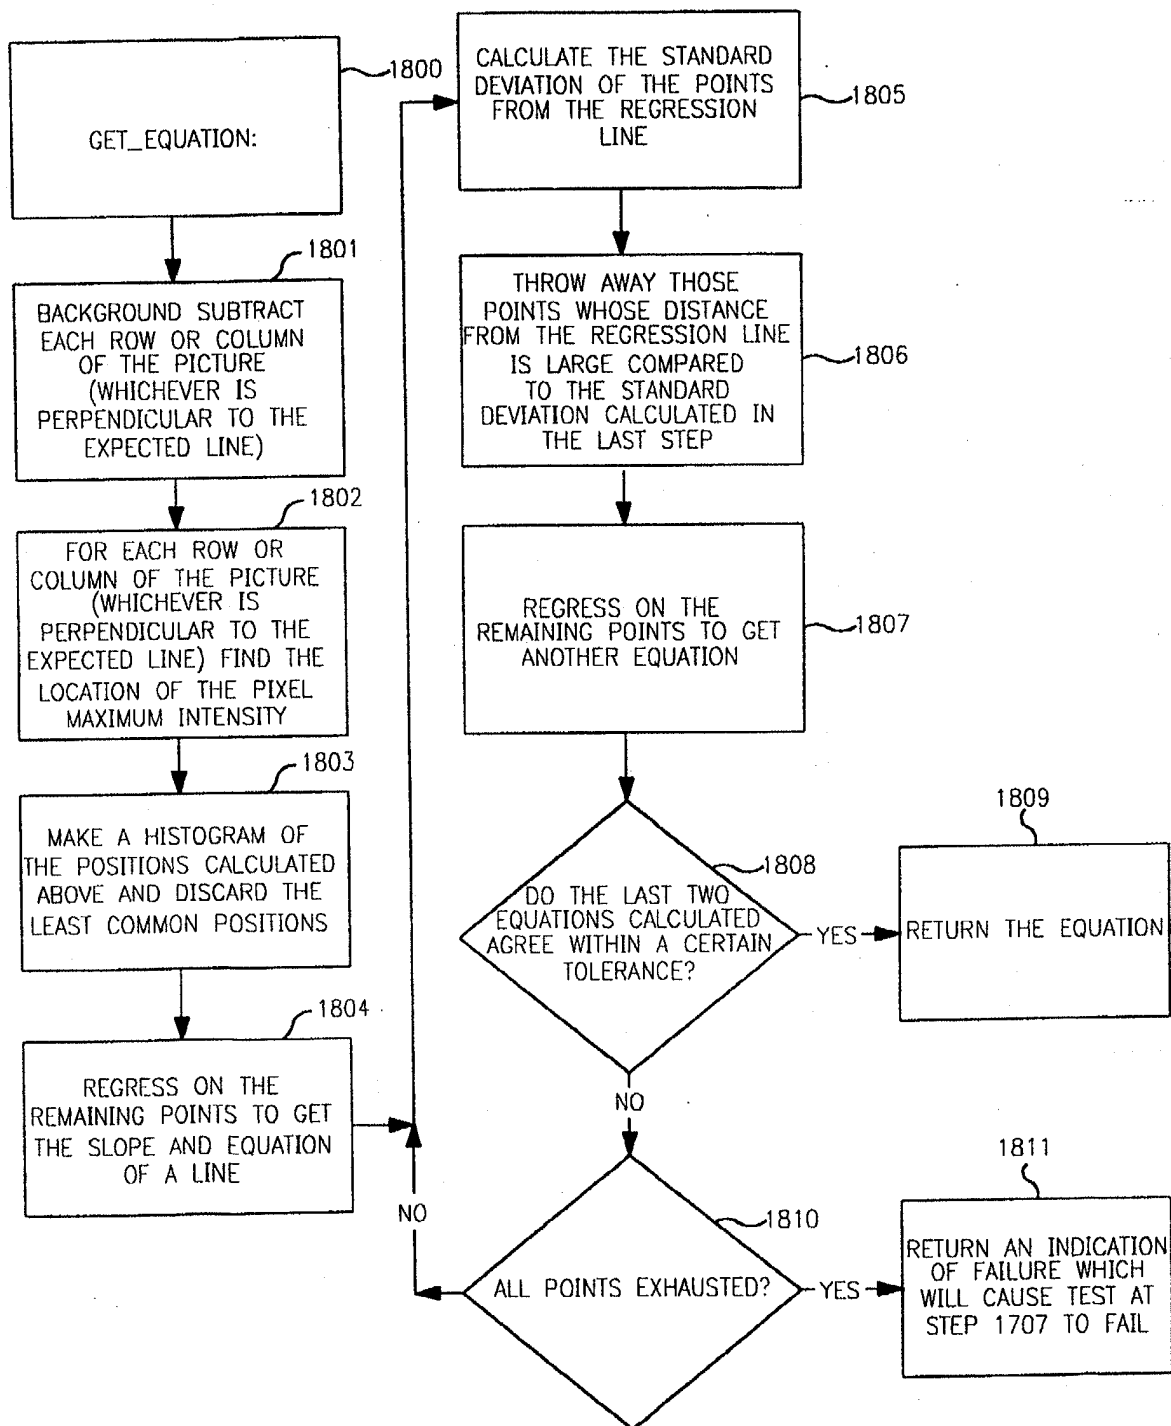 1800
GET_EQUATION:
1801
BACKGROUND SUBTRACT
EACH ROW OR COLUMN
OF THE PICTURE
(WHICHEVER IS
PERPENDICULAR TO THE
EXPECTED LINE)
1802
FOR EACH ROW OR
COLUMN OF THE PICTURE
(WHICHEVER IS
PERPENDICULAR TO THE
EXPECTED LINE) FIND THE
LOCATION OF THE PIXEL
MAXIMUM INTENSITY
1803
MAKE A HISTOGRAM OF
THE POSITIONS CALCULATED
ABOVE AND DISCARD THE
LEAST COMMON POSITIONS
1804
REGRESS ON THE
REMAINING POINTS TO GET
THE SLOPE AND EQUATION
OF A LINE
CALCULATE THE STANDARD
DEVIATION OF THE POINTS
FROM THE REGRESSION
LINE
1805
THROW AWAY THOSE
POINTS WHOSE DISTANCE
FROM THE REGRESSION LINE
IS LARGE COMPARED
TO THE STANDARD
DEVIATION CALCULATED IN
THE LAST STEP
1806
REGRESS ON THE
REMAINING POINTS TO GET
ANOTHER EQUATION
1807
1808
DO THE LAST TWO
EQUATIONS CALCULATED
AGREE WITHIN A CERTAIN
TOLERANCE?
YES
1809
RETURN THE EQUATION
NO
1810
ALL POINTS EXHAUSTED?
NO
YES
1811
RETURN AN INDICATION
OF FAILURE WHICH
WILL CAUSE TEST AT
STEP 1707 TO FAIL